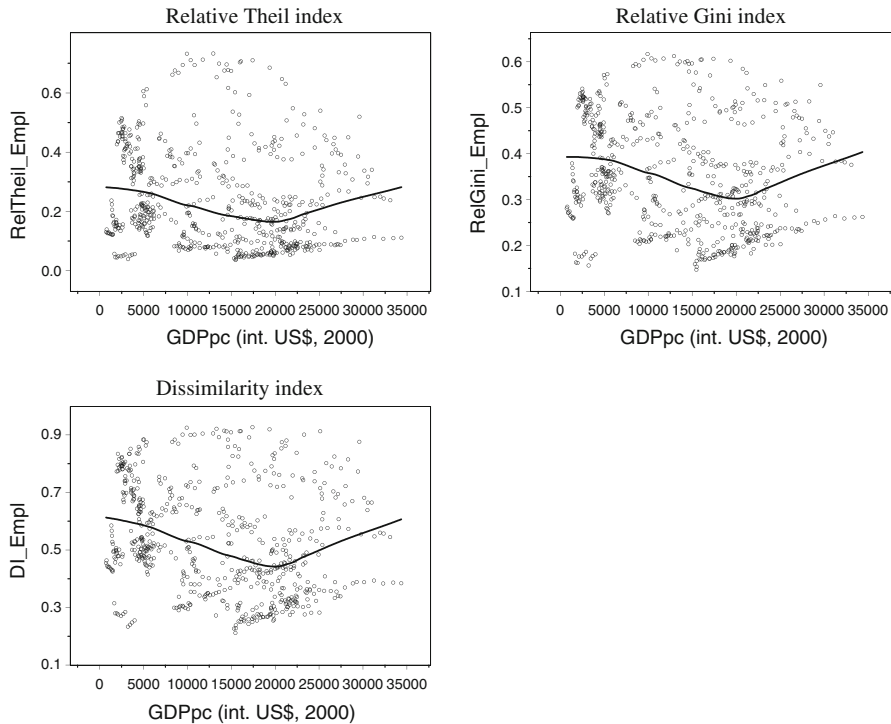 Relative Theil index
RelTheil_Empl
0.6
0.4
0.2
0.0
0 5000 10000 15000 20000 25000 30000 35000
GDPpc (int. US$, 2000)
Relative Gini index
RelGini_Empl
0.6
0.5
0.4
0.3
0.2
0.1
0 5000 10000 15000 20000 25000 30000 35000
GDPpc (int. US$, 2000)
Dissimilarity index
DI_Empl
0.9
0.7
0.5
0.3
0.1
0 5000 10000 15000 20000 25000 30000 35000
GDPpc (int. US$, 2000)